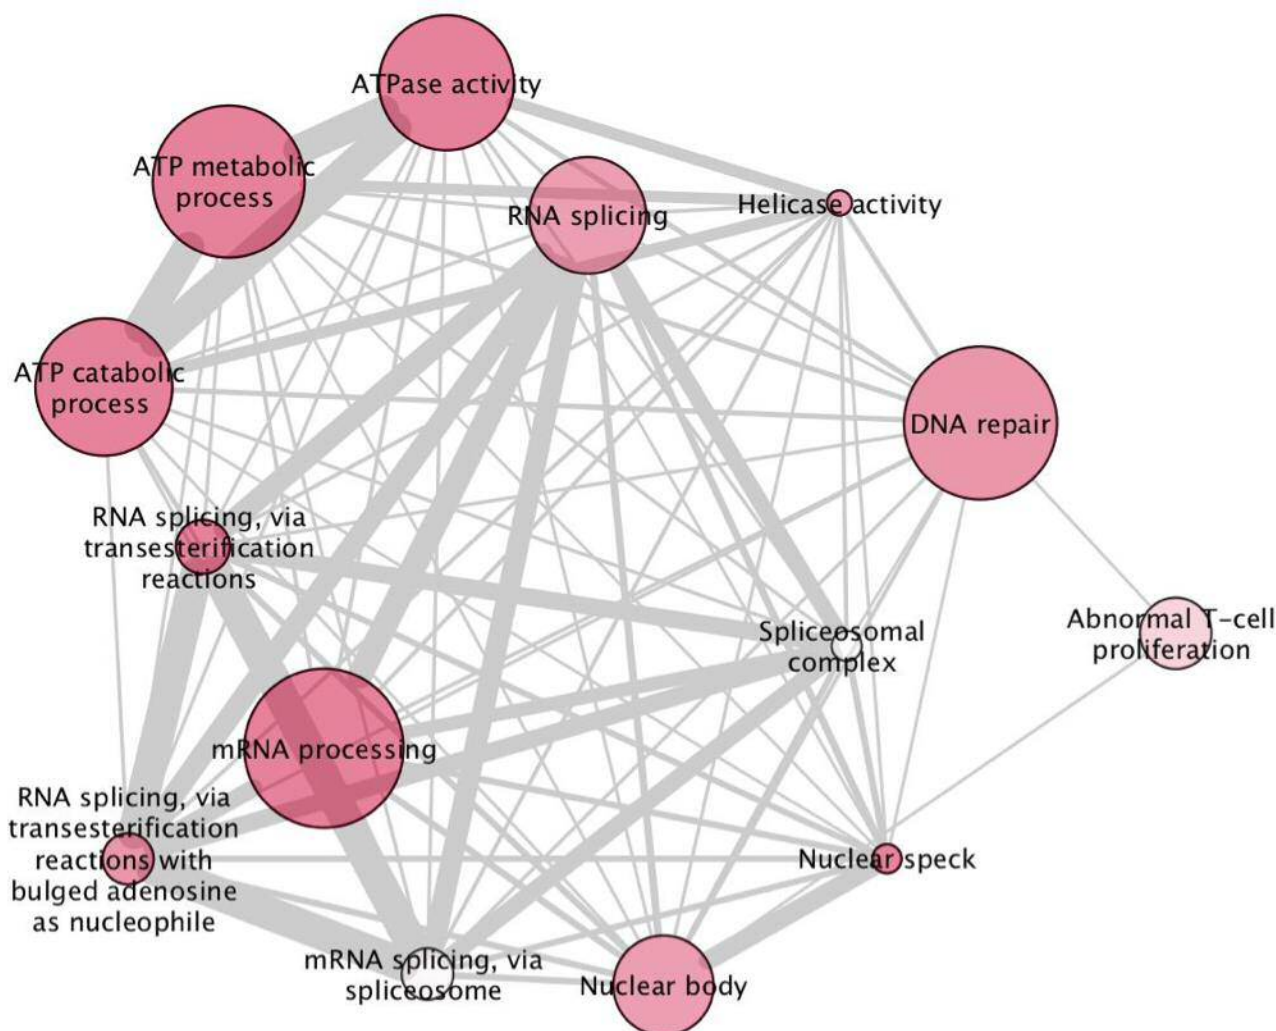 ATPase activity
ATP metabolic
process
RNA splicing
Helicase activity
ATP catabolic
process
DNA repair
RNA splicing, via
transesterification
reactions
Spliceosomal
complex
Abnormal T-cell
proliferation
mRNA processing
RNA splicing, via
transesterification
reactions with
bulged adenosine
as nucleophile
Nuclear speck
mRNA splicing, via
spliceosome
Nuclear body